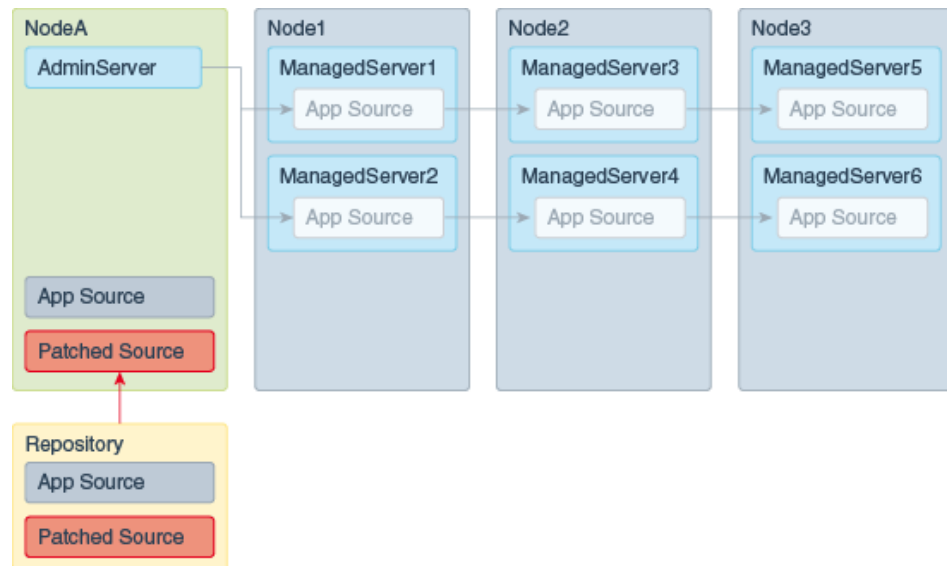 NodeA
AdminServer
App Source
Patched Source
Repository
App Source
Patched Source
Node1
ManagedServer1
App Source
ManagedServer2
App Source
Node2
ManagedServer3
App Source
ManagedServer4
App Source
Node3
ManagedServer5
App Source
ManagedServer6
App Source